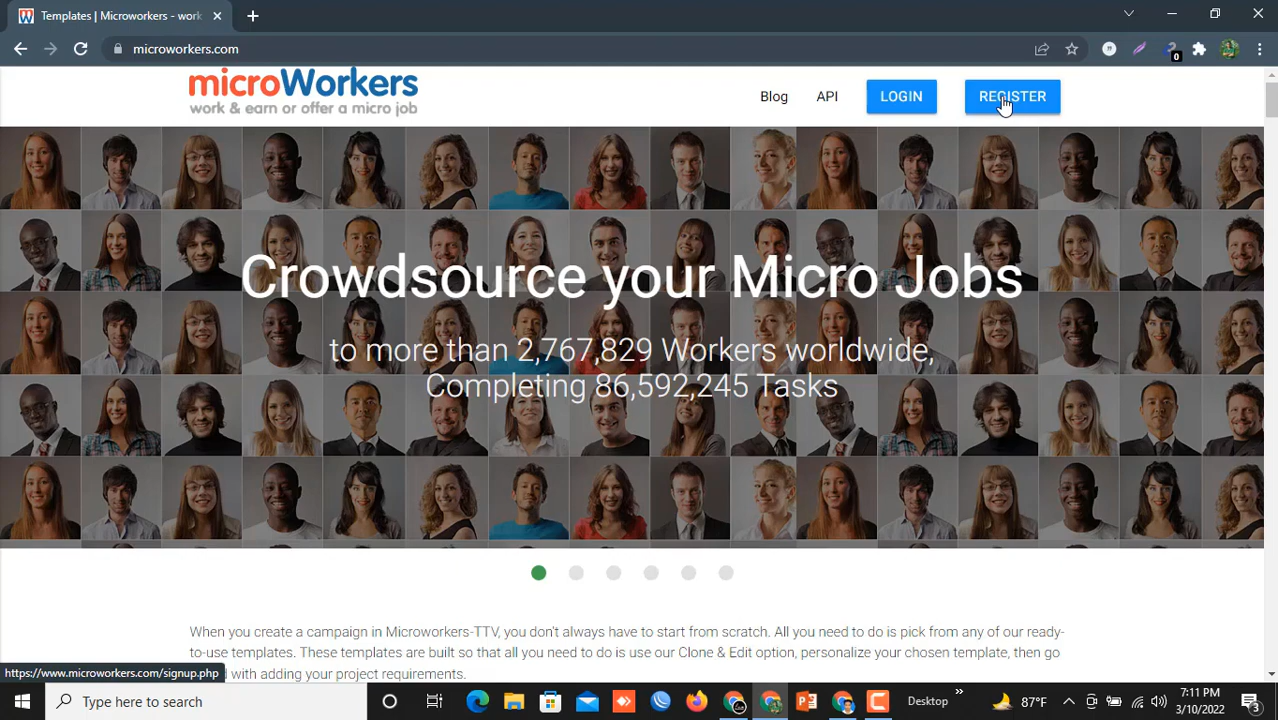 Templates | Microworkers - work
microworkers.com
0
microWorkers
work & earn or offer a micro job
Blog
API
LOGIN
REGISTER
Crowdsource your Micro Jobs
to more than 2,767,829 Workers worldwide,
Completing 86,592,245 Tasks
When you create a campaign in Microworkers-TTV, you don't always have to start from scratch. All you need to do is pick from any of our ready-
to-use templates. These templates are built so that all you need to do is use our Clone & Edit option, personalize your chosen template, then go
with adding your project requirements.
https://www.microworkers.com/signup.php
Type here to search
Desktop
87°F
7:11 PM
3/10/2022
3